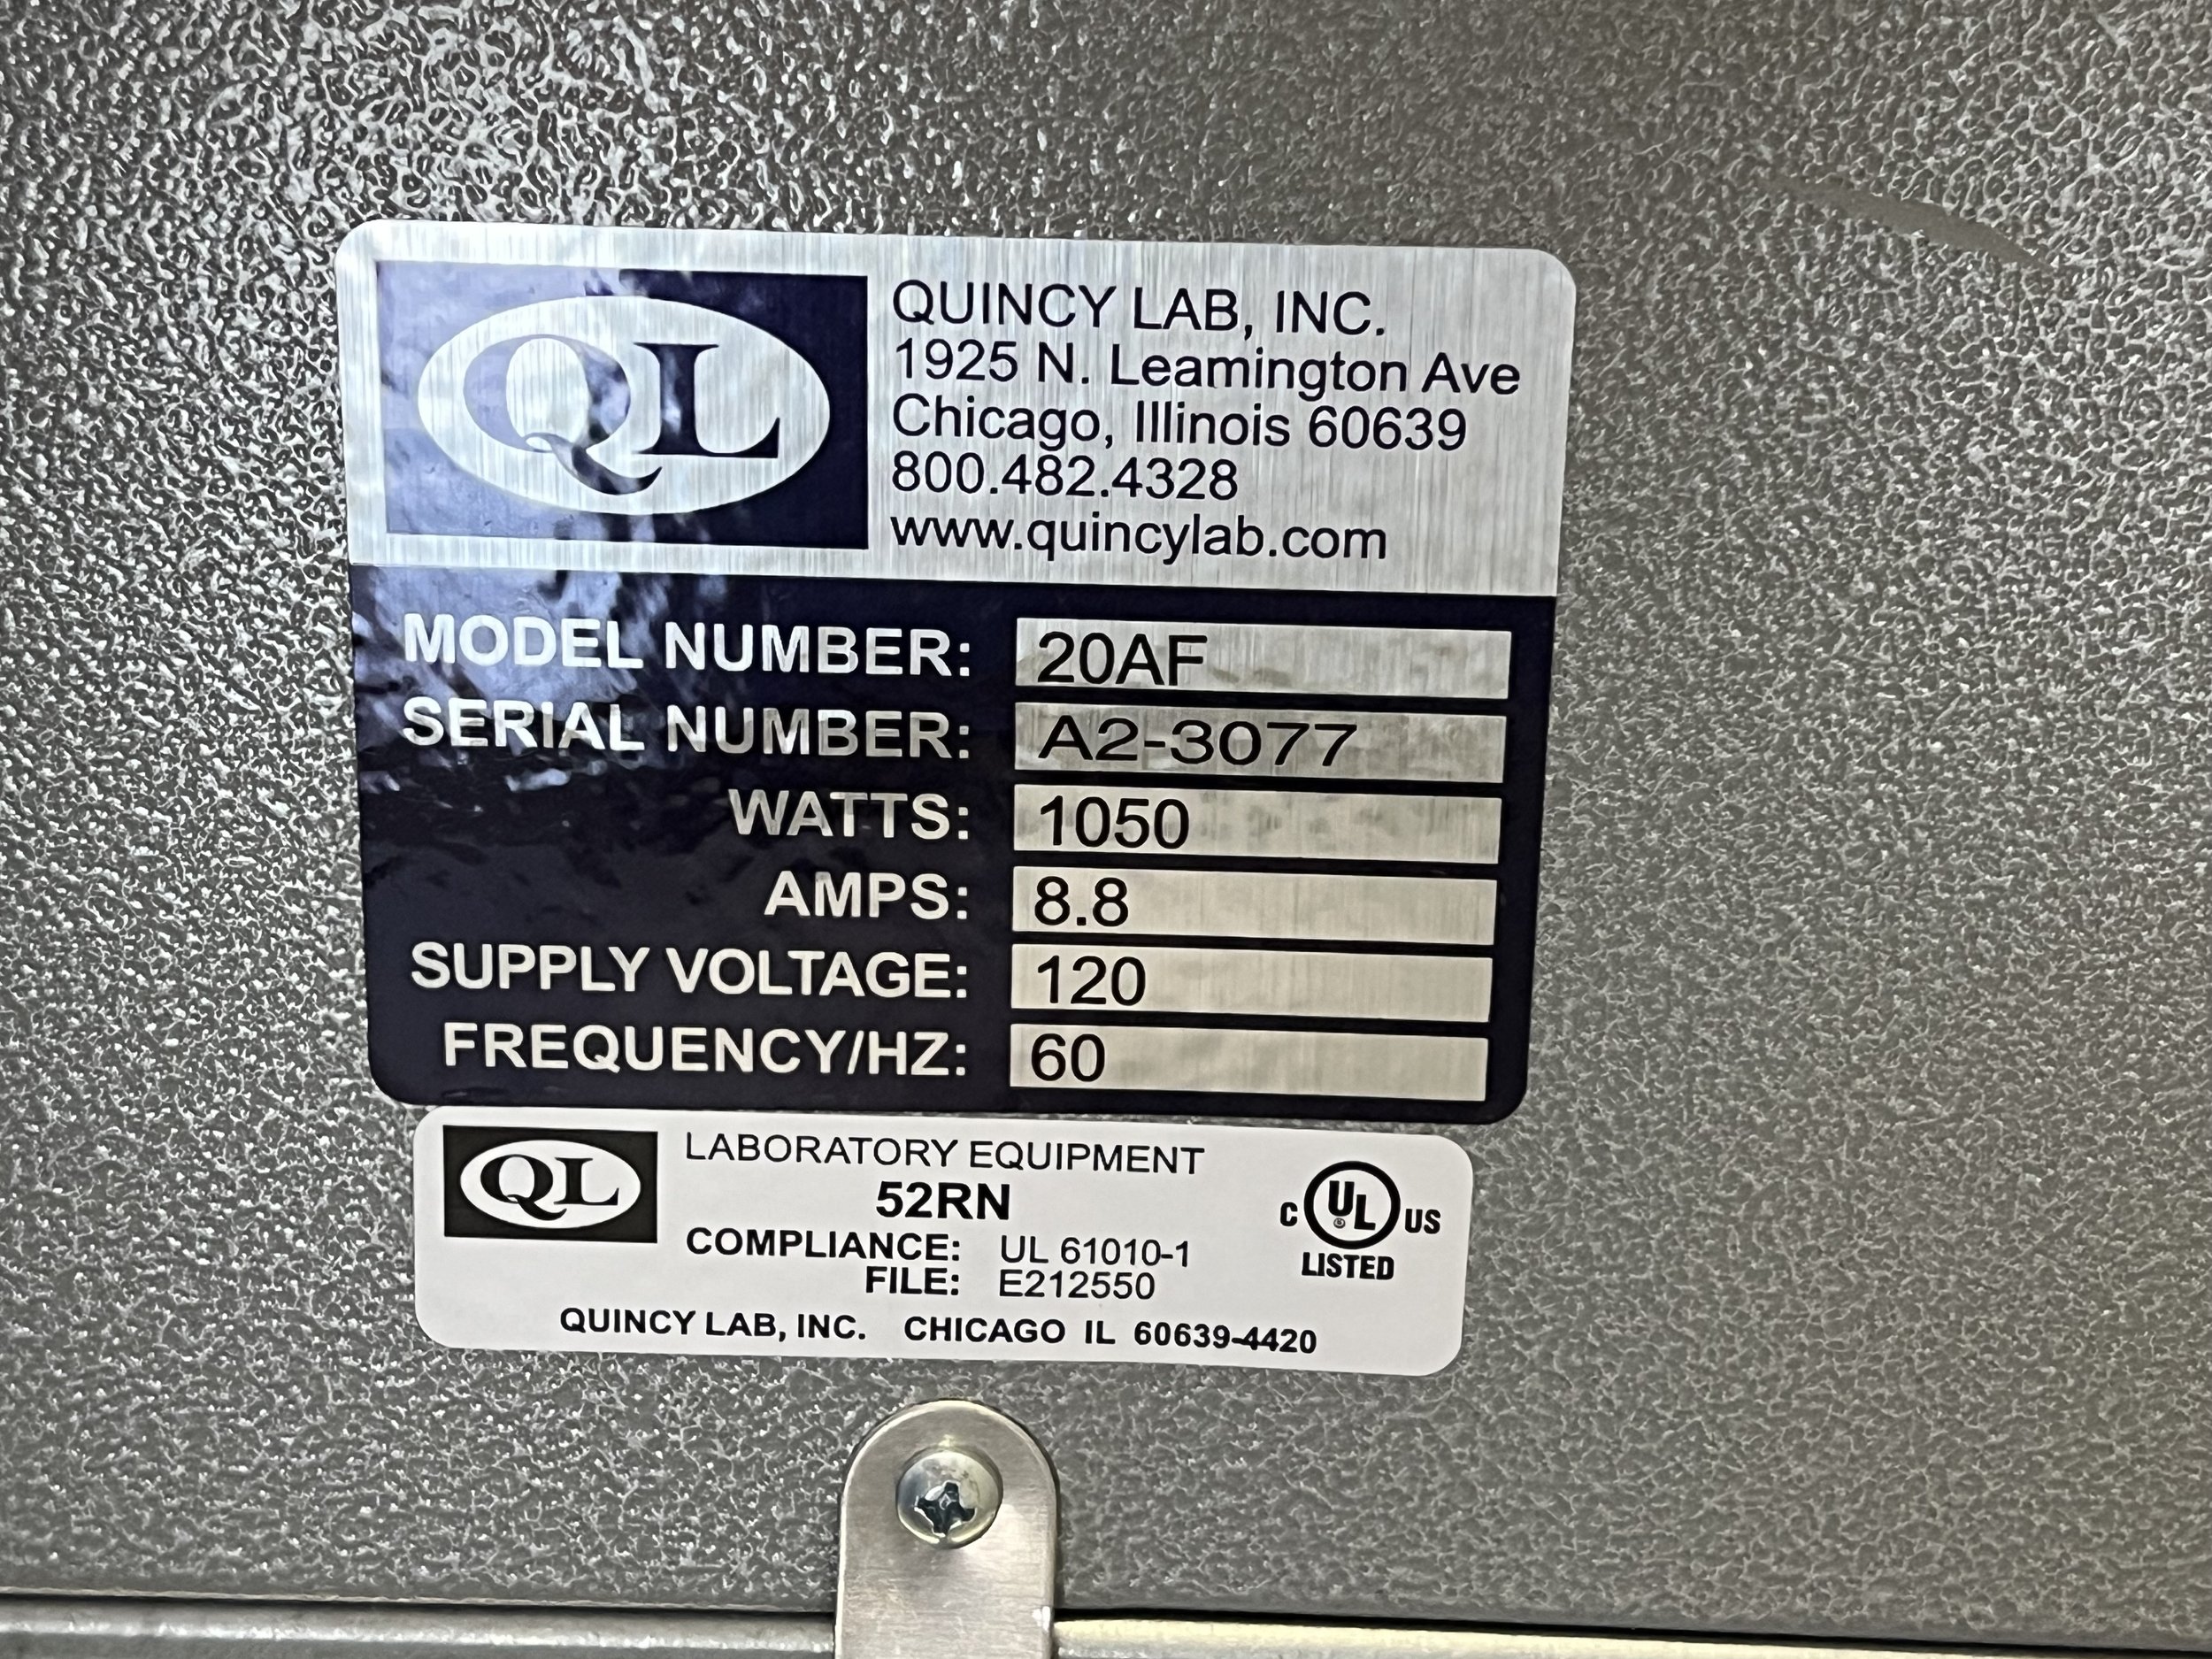 QL
QUINCY LAB, INC.
1925 N. Leamington Ave
Chicago, Illinois 60639
800.482.4328
www.quincylab.com
MODEL NUMBER: 20AF
SERIAL NUMBER: A2-3077
WATTS: 1050
AMPS: 8.8
SUPPLY VOLTAGE: 120
FREQUENCY/HZ: 60
QL
LABORATORY EQUIPMENT
52RN
COMPLIANCE: UL 61010-1
FILE: E212550
C UL ® US
LISTED
QUINCY LAB, INC. CHICAGO IL 60639-4420